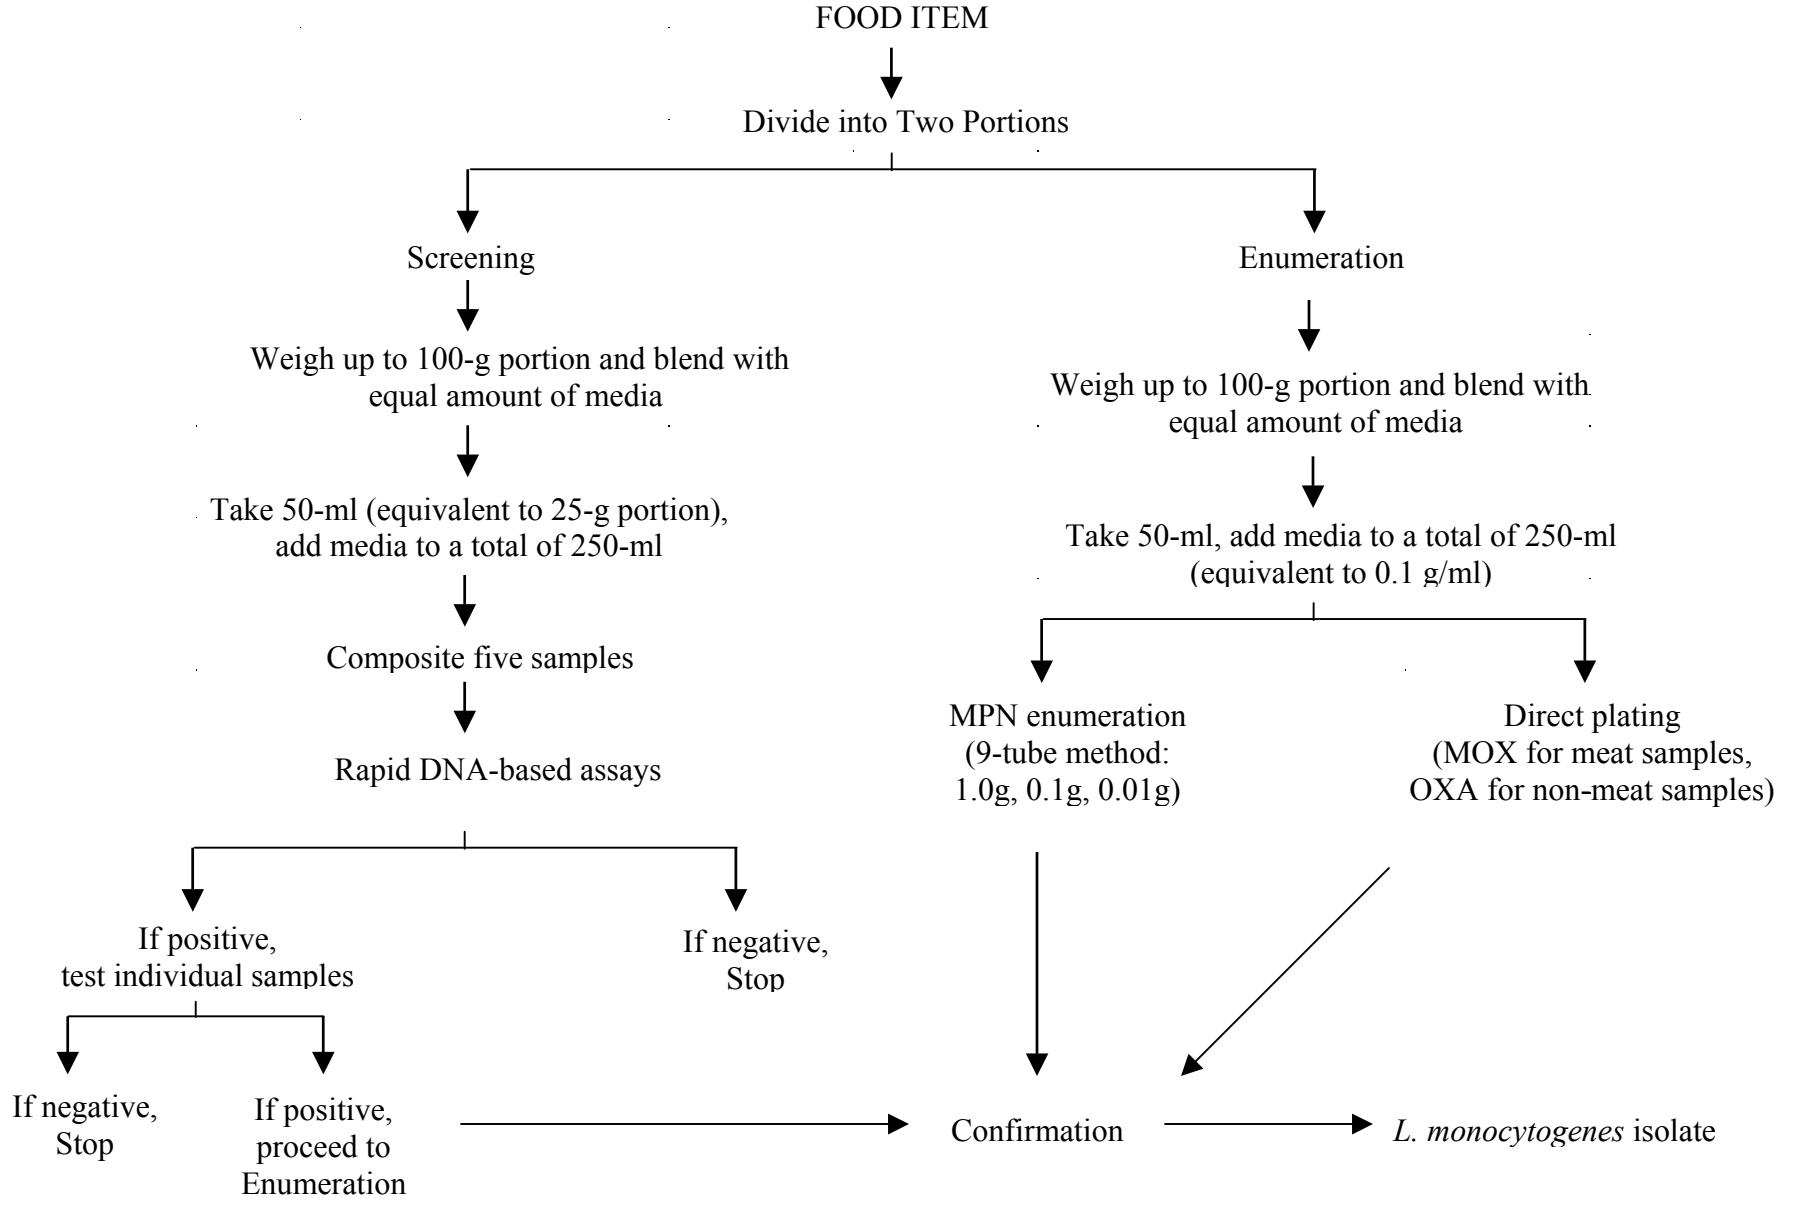 FOOD ITEM
Divide into Two Portions
Screening
Enumeration
Weigh up to 100-g portion and blend with
equal amount of media
Weigh up to 100-g portion and blend with
equal amount of media
Take 50-ml (equivalent to 25-g portion),
add media to a total of 250-ml
Take 50-ml, add media to a total of 250-ml
(equivalent to 0.1 g/ml)
Composite five samples
Rapid DNA-based assays
MPN enumeration
(9-tube method:
1.0g, 0.1g, 0.01g)
Direct plating
(MOX for meat samples,
OXA for non-meat samples)
If positive,
test individual samples
If negative,
Stop
If negative,
Stop
If positive,
proceed to
Enumeration
Confirmation
L. monocytogenes isolate